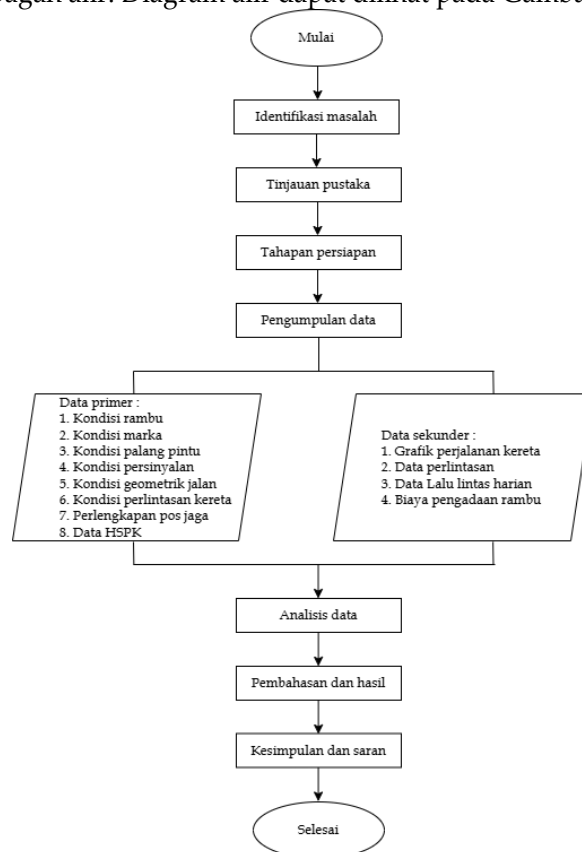 bagan alir. Diagram alir dapat dilihat pada Gamb
Mulai
Identifikasi masalah
Tinjauan pustaka
Tahapan persiapan
Pengumpulan data
Data primer :
1. Kondisi rambu
2. Kondisi marka
3. Kondisi palang pintu
4. Kondisi persinyalan
5. Kondisi geometrik jalan
6. Kondisi perlintasan kereta
7. Perlengkapan pos jaga
8. Data HSPK
Data sekunder :
1. Grafik perjalanan kereta
2. Data perlintasan
3. Data Lalu lintas harian
4. Biaya pengadaan rambu
Analisis data
Pembahasan dan hasil
Kesimpulan dan saran
Selesai